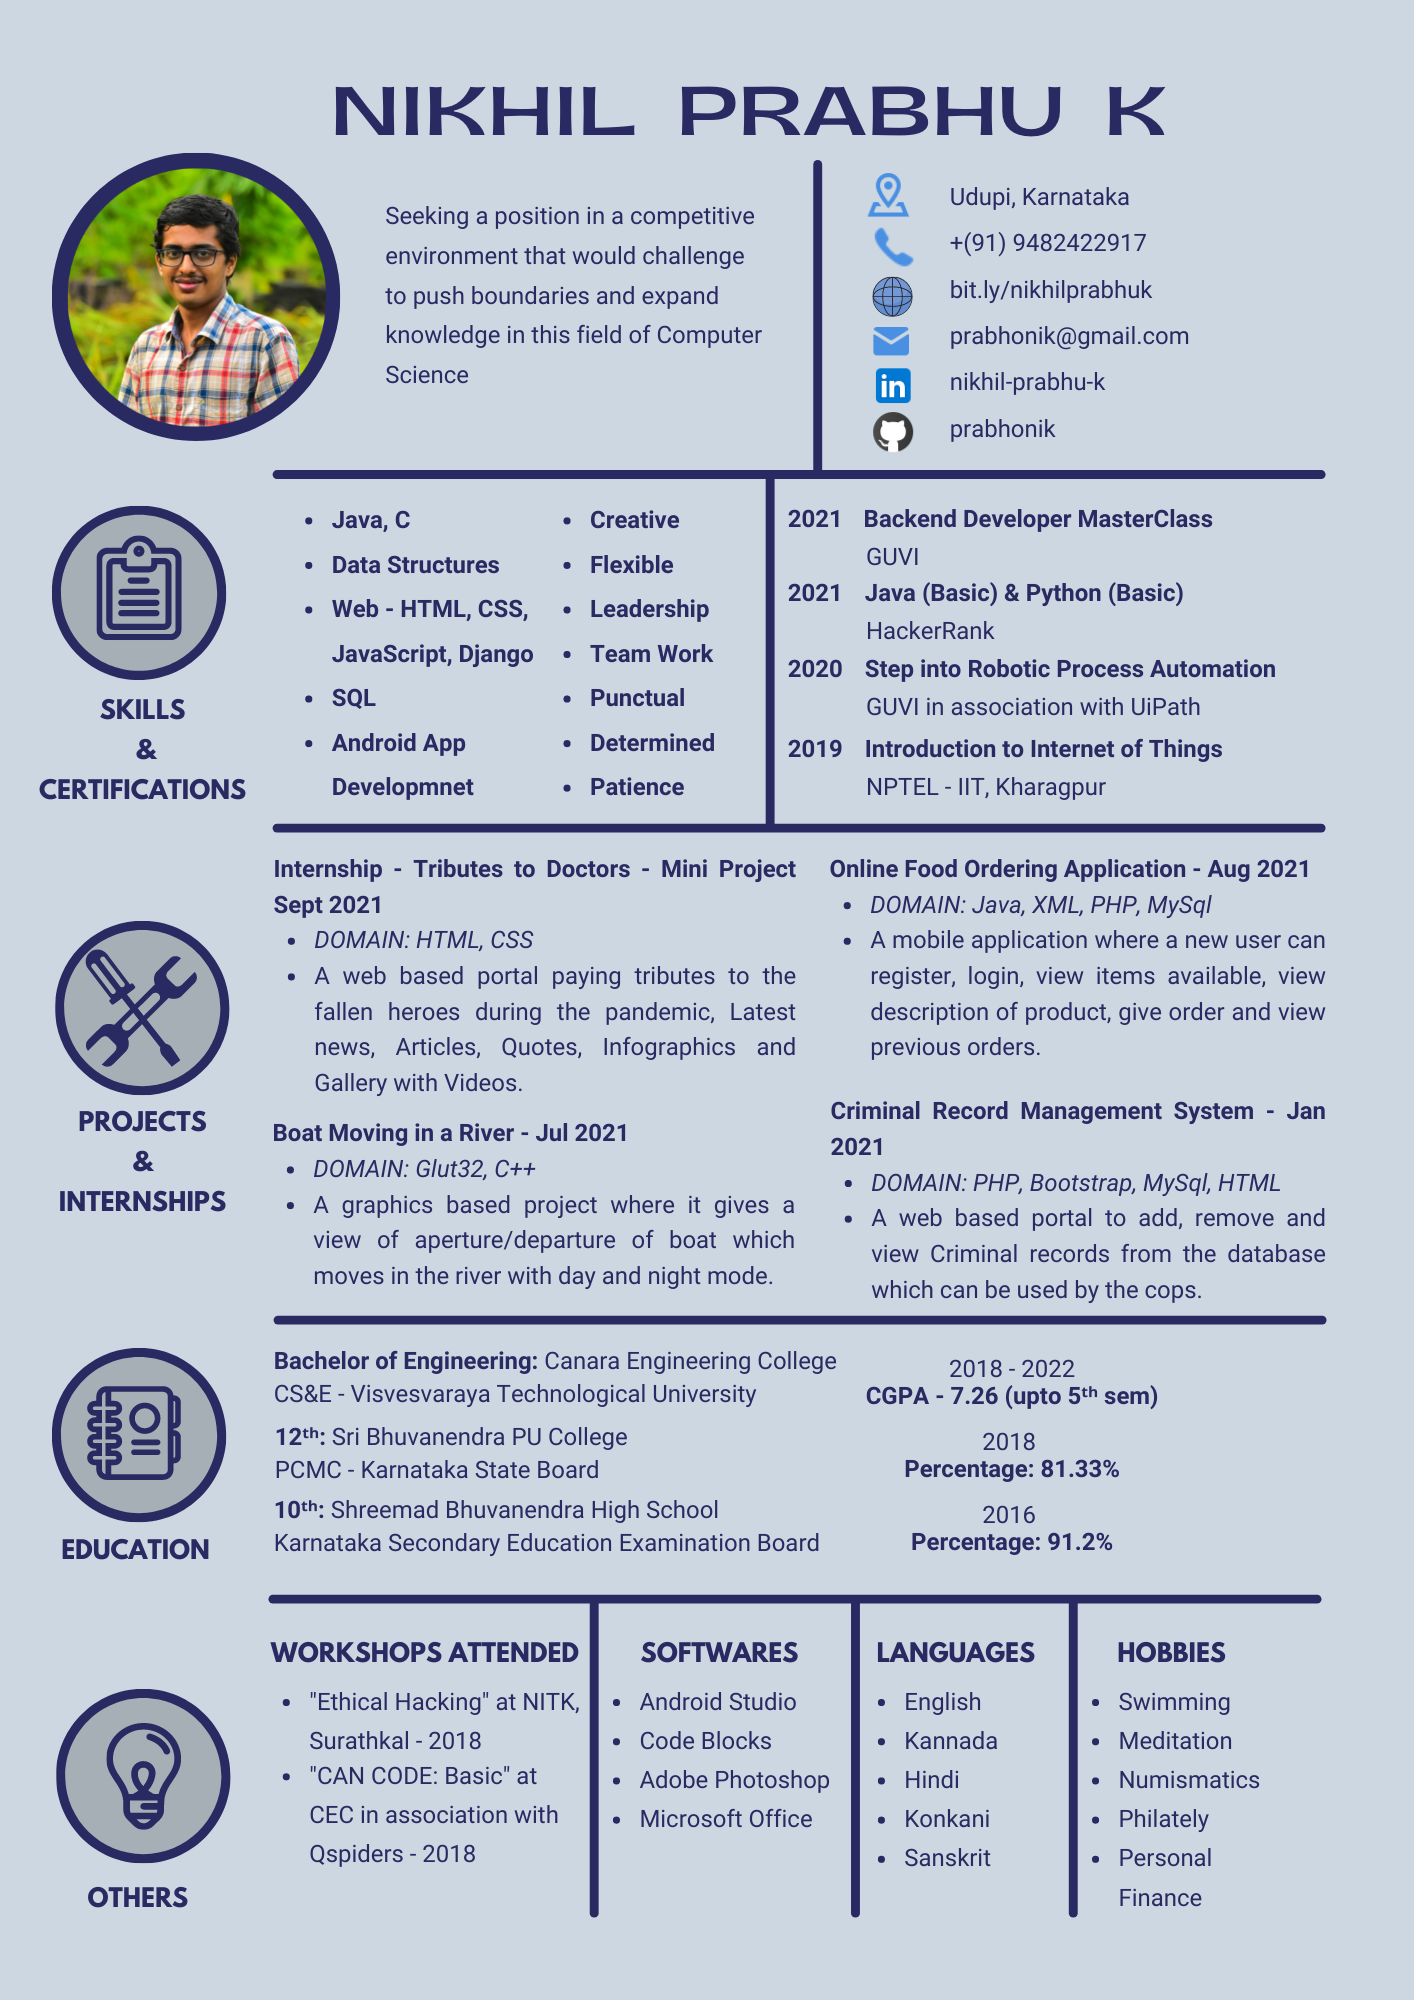 NIKHIL PRABHU K
Seeking a position in a competitive
environment that would challenge
to push boundaries and expand
knowledge in this field of Computer
Science
Udupi, Karnataka
+(91) 9482422917
bit.ly/nikhilprabhuk
prabhonik@gmail.com
in
nikhil-prabhu-k
prabhonik
SKILLS
&
CERTIFICATIONS
• Java, C
• Data Structures
• Web - HTML, CSS,
JavaScript, Django
• SQL
• Android App
Developmnet
• Creative
• Flexible
• Leadership
• Team Work
• Punctual
• Determined
• Patience
2021 Backend Developer MasterClass
GUVI
2021 Java (Basic) & Python (Basic)
HackerRank
2020 Step into Robotic Process Automation
GUVI in association with UiPath
2019 Introduction to Internet of Things
NPTEL - IIT, Kharagpur
PROJECTS
&
INTERNSHIPS
Internship - Tributes to Doctors - Mini Project
Sept 2021
• DOMAIN: HTML, CSS
• A web based portal paying tributes to the
fallen heroes during the pandemic, Latest
news, Articles, Quotes, Infographics and
Gallery with Videos.
Boat Moving in a River - Jul 2021
• DOMAIN: Glut32, C++
• A graphics based project where it gives a
view of aperture/departure of boat which
moves in the river with day and night mode.
Online Food Ordering Application - Aug 2021
• DOMAIN: Java, XML, PHP, MySql
• A mobile application where a new user can
register, login, view items available, view
description of product, give order and view
previous orders.
Criminal Record Management System - Jan
2021
• DOMAIN: PHP, Bootstrap, MySql, HTML
• A web based portal to add, remove and
view Criminal records from the database
which can be used by the cops.
EDUCATION
Bachelor of Engineering: Canara Engineering College
CS&E - Visvesvaraya Technological University
2018 - 2022
CGPA - 7.26 (upto 5ᵗʰ sem)
12ᵗʰ: Sri Bhuvanendra PU College
PCMC - Karnataka State Board
2018
Percentage: 81.33%
10ᵗʰ: Shreemad Bhuvanendra High School
Karnataka Secondary Education Examination Board
2016
Percentage: 91.2%
OTHERS
WORKSHOPS ATTENDED
• "Ethical Hacking" at NITK,
Surathkal - 2018
• "CAN CODE: Basic" at
CEC in association with
Qspiders - 2018
SOFTWARES
• Android Studio
• Code Blocks
• Adobe Photoshop
• Microsoft Office
LANGUAGES
• English
• Kannada
• Hindi
• Konkani
• Sanskrit
HOBBIES
• Swimming
• Meditation
• Numismatics
• Philately
• Personal
Finance